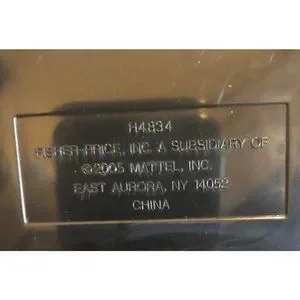 H4834
FISHER-PRICE, INC. A SUBSIDIARY OF
©2005 MATTEL, INC.
EAST AURORA, NY 14052
CHINA